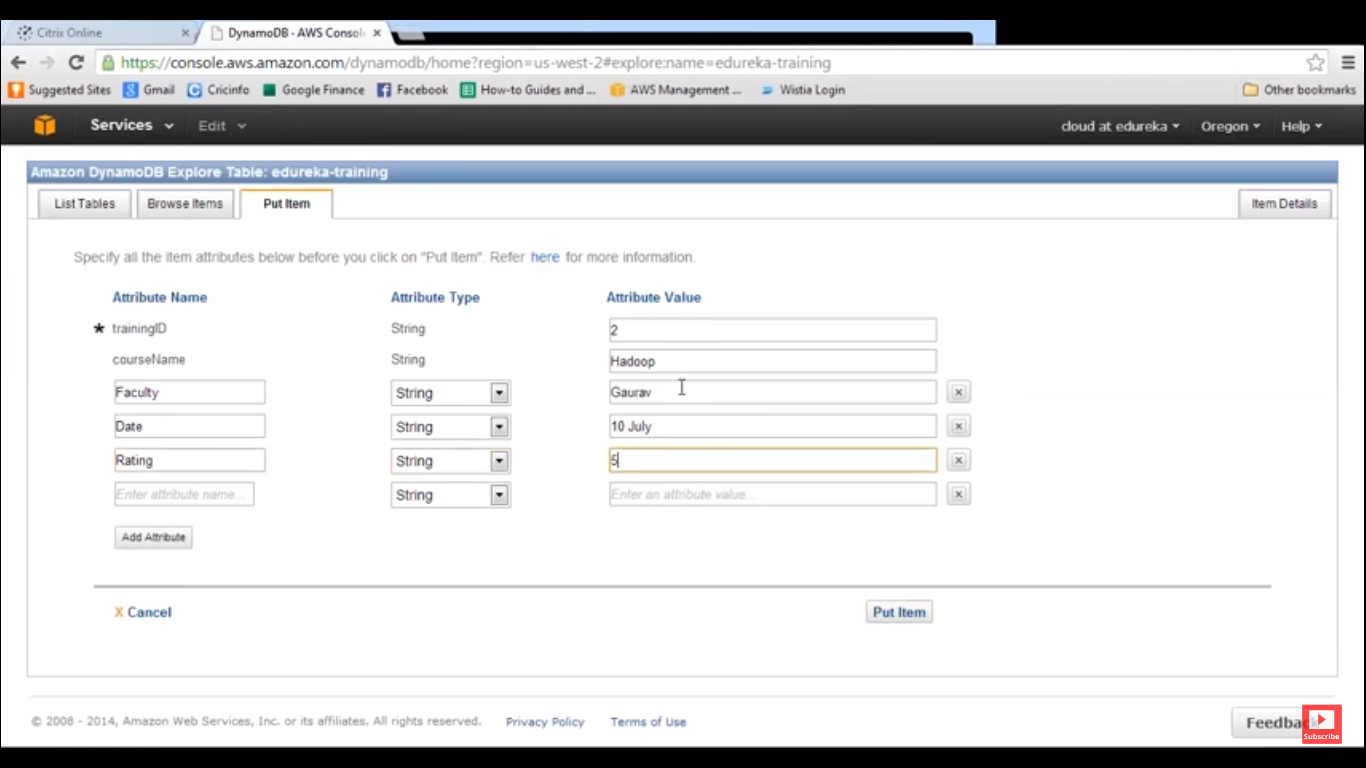 Citrix Online
DynamoDB - AWS Consol
https://console.aws.amazon.com/dynamodb/home?region=us-west-2#explore:name=edureka-training
Suggested Sites Gmail Cricinfo Google Finance Facebook How-to Guides and ... AWS Management ... Wistia Login Other bookmarks
Services Edit cloud at edureka Oregon Help
Amazon DynamoDB Explore Table: edureka-training
List Tables Browse Items Put Item Item Details
Specify all the item attributes below before you click on "Put Item". Refer here for more information.
Attribute Name Attribute Type Attribute Value
* trainingID String 2
courseName String Hadoop
Faculty String Gaurav
Date String 10 July
Rating String 5
Enter attribute name... String Enter an attribute value...
Add Attribute
X Cancel Put Item
© 2008 - 2014, Amazon Web Services, Inc. or its affiliates. All rights reserved. Privacy Policy Terms of Use
Subscribe